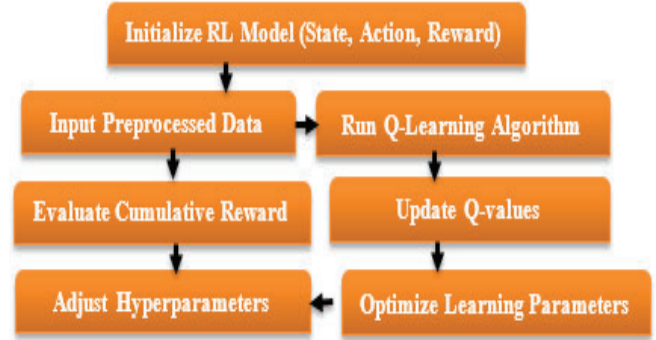 Initialize RL Model (State, Action, Reward)
Input Preprocessed Data
Run Q-Learning Algorithm
Evaluate Cumulative Reward
Update Q-values
Adjust Hyperparameters
Optimize Learning Parameters